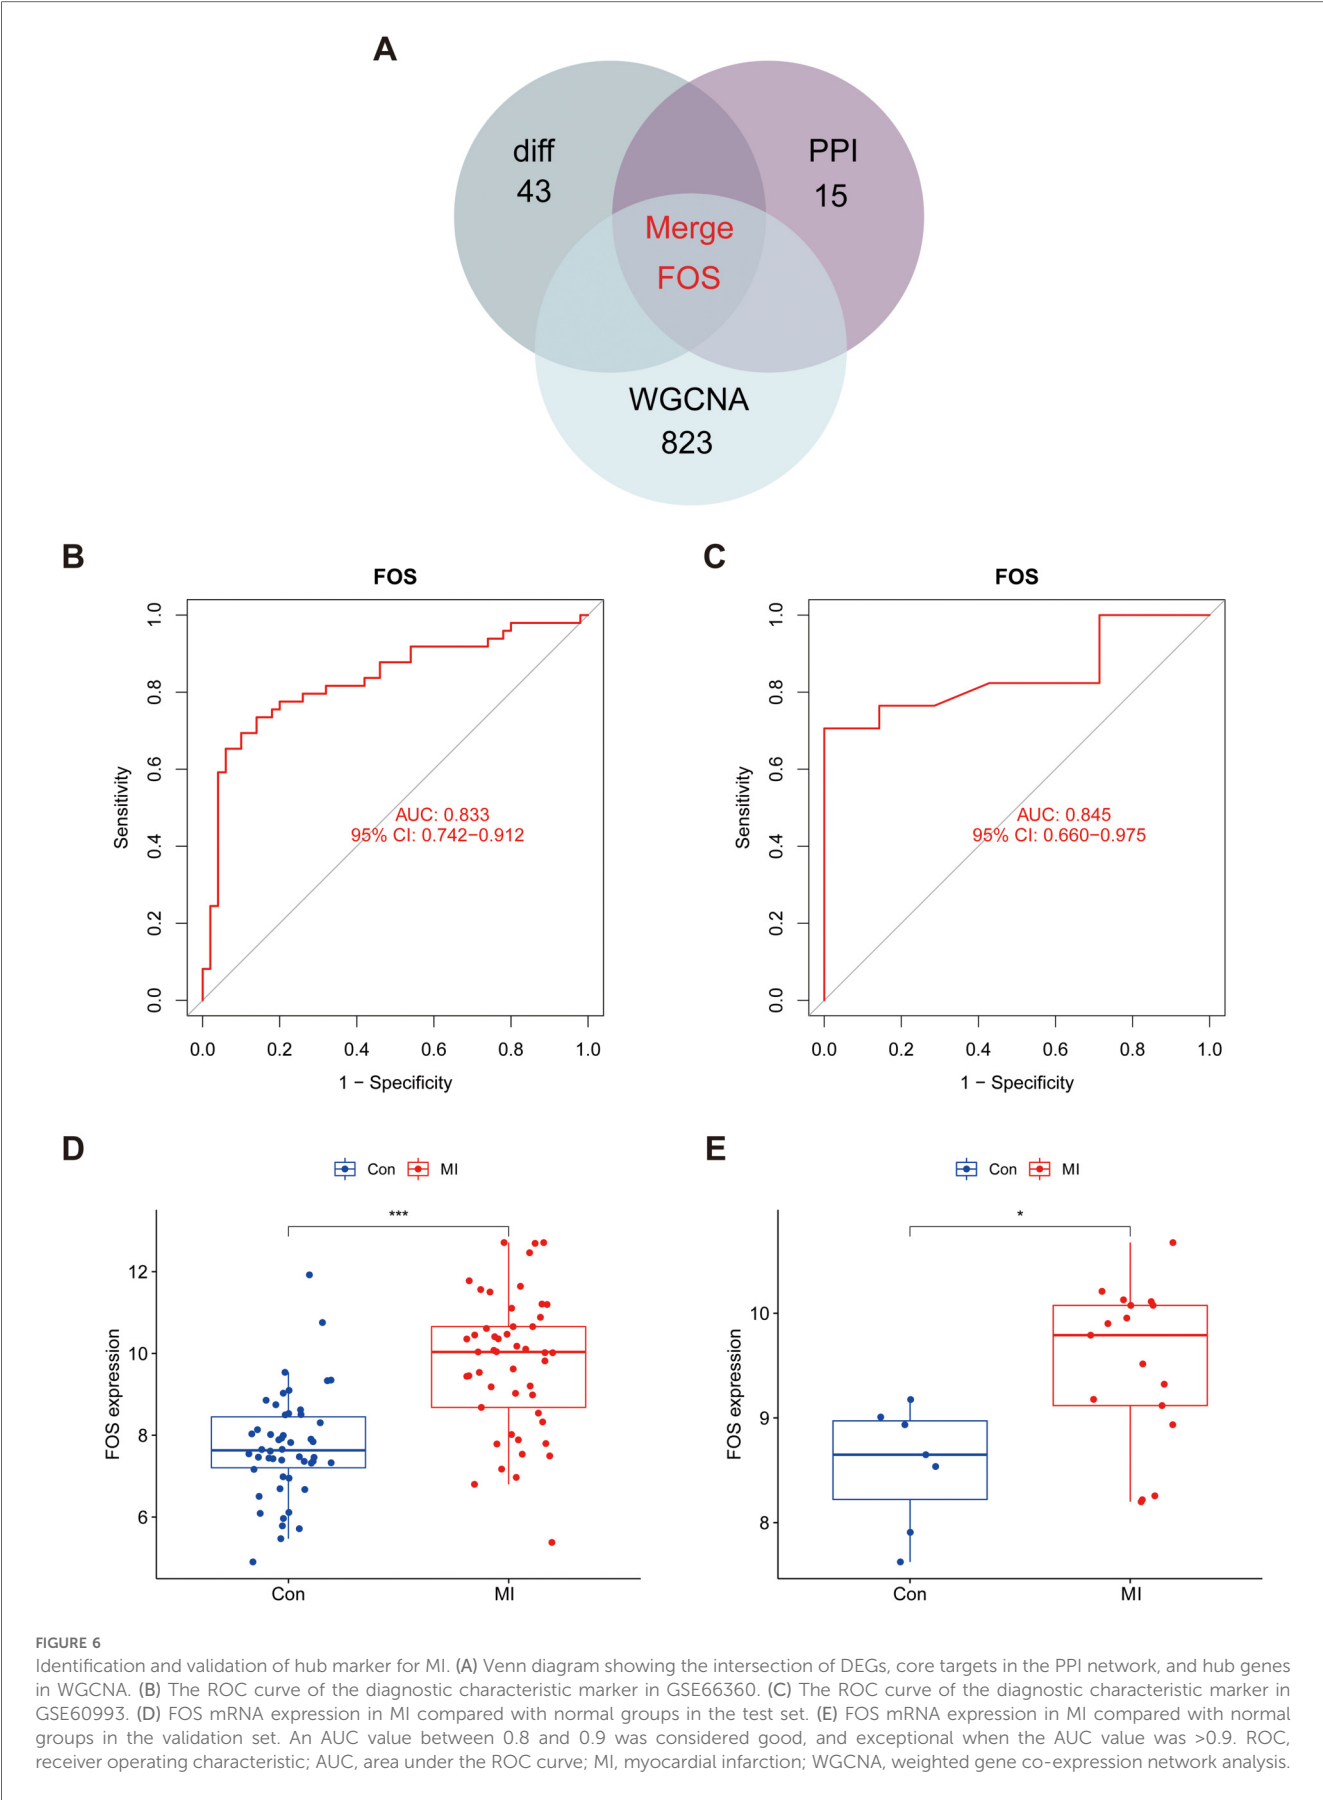 A
diff
43
PPI
15
Merge
FOS
WGCNA
823
B
FOS
1.0
0.8
0.6
0.4
0.2
0.0
Sensitivity
AUC: 0.833
95% CI: 0.742−0.912
0.0 0.2 0.4 0.6 0.8 1.0
1 − Specificity
C
FOS
1.0
0.8
0.6
0.4
0.2
0.0
Sensitivity
AUC: 0.845
95% CI: 0.660−0.975
0.0 0.2 0.4 0.6 0.8 1.0
1 − Specificity
D
Con MI
***
12
10
8
6
FOS expression
Con MI
E
Con MI
*
10
9
8
FOS expression
Con MI
FIGURE 6
Identification and validation of hub marker for MI. (A) Venn diagram showing the intersection of DEGs, core targets in the PPI network, and hub genes
in WGCNA. (B) The ROC curve of the diagnostic characteristic marker in GSE66360. (C) The ROC curve of the diagnostic characteristic marker in
GSE60993. (D) FOS mRNA expression in MI compared with normal groups in the test set. (E) FOS mRNA expression in MI compared with normal
groups in the validation set. An AUC value between 0.8 and 0.9 was considered good, and exceptional when the AUC value was >0.9. ROC,
receiver operating characteristic; AUC, area under the ROC curve; MI, myocardial infarction; WGCNA, weighted gene co-expression network analysis.